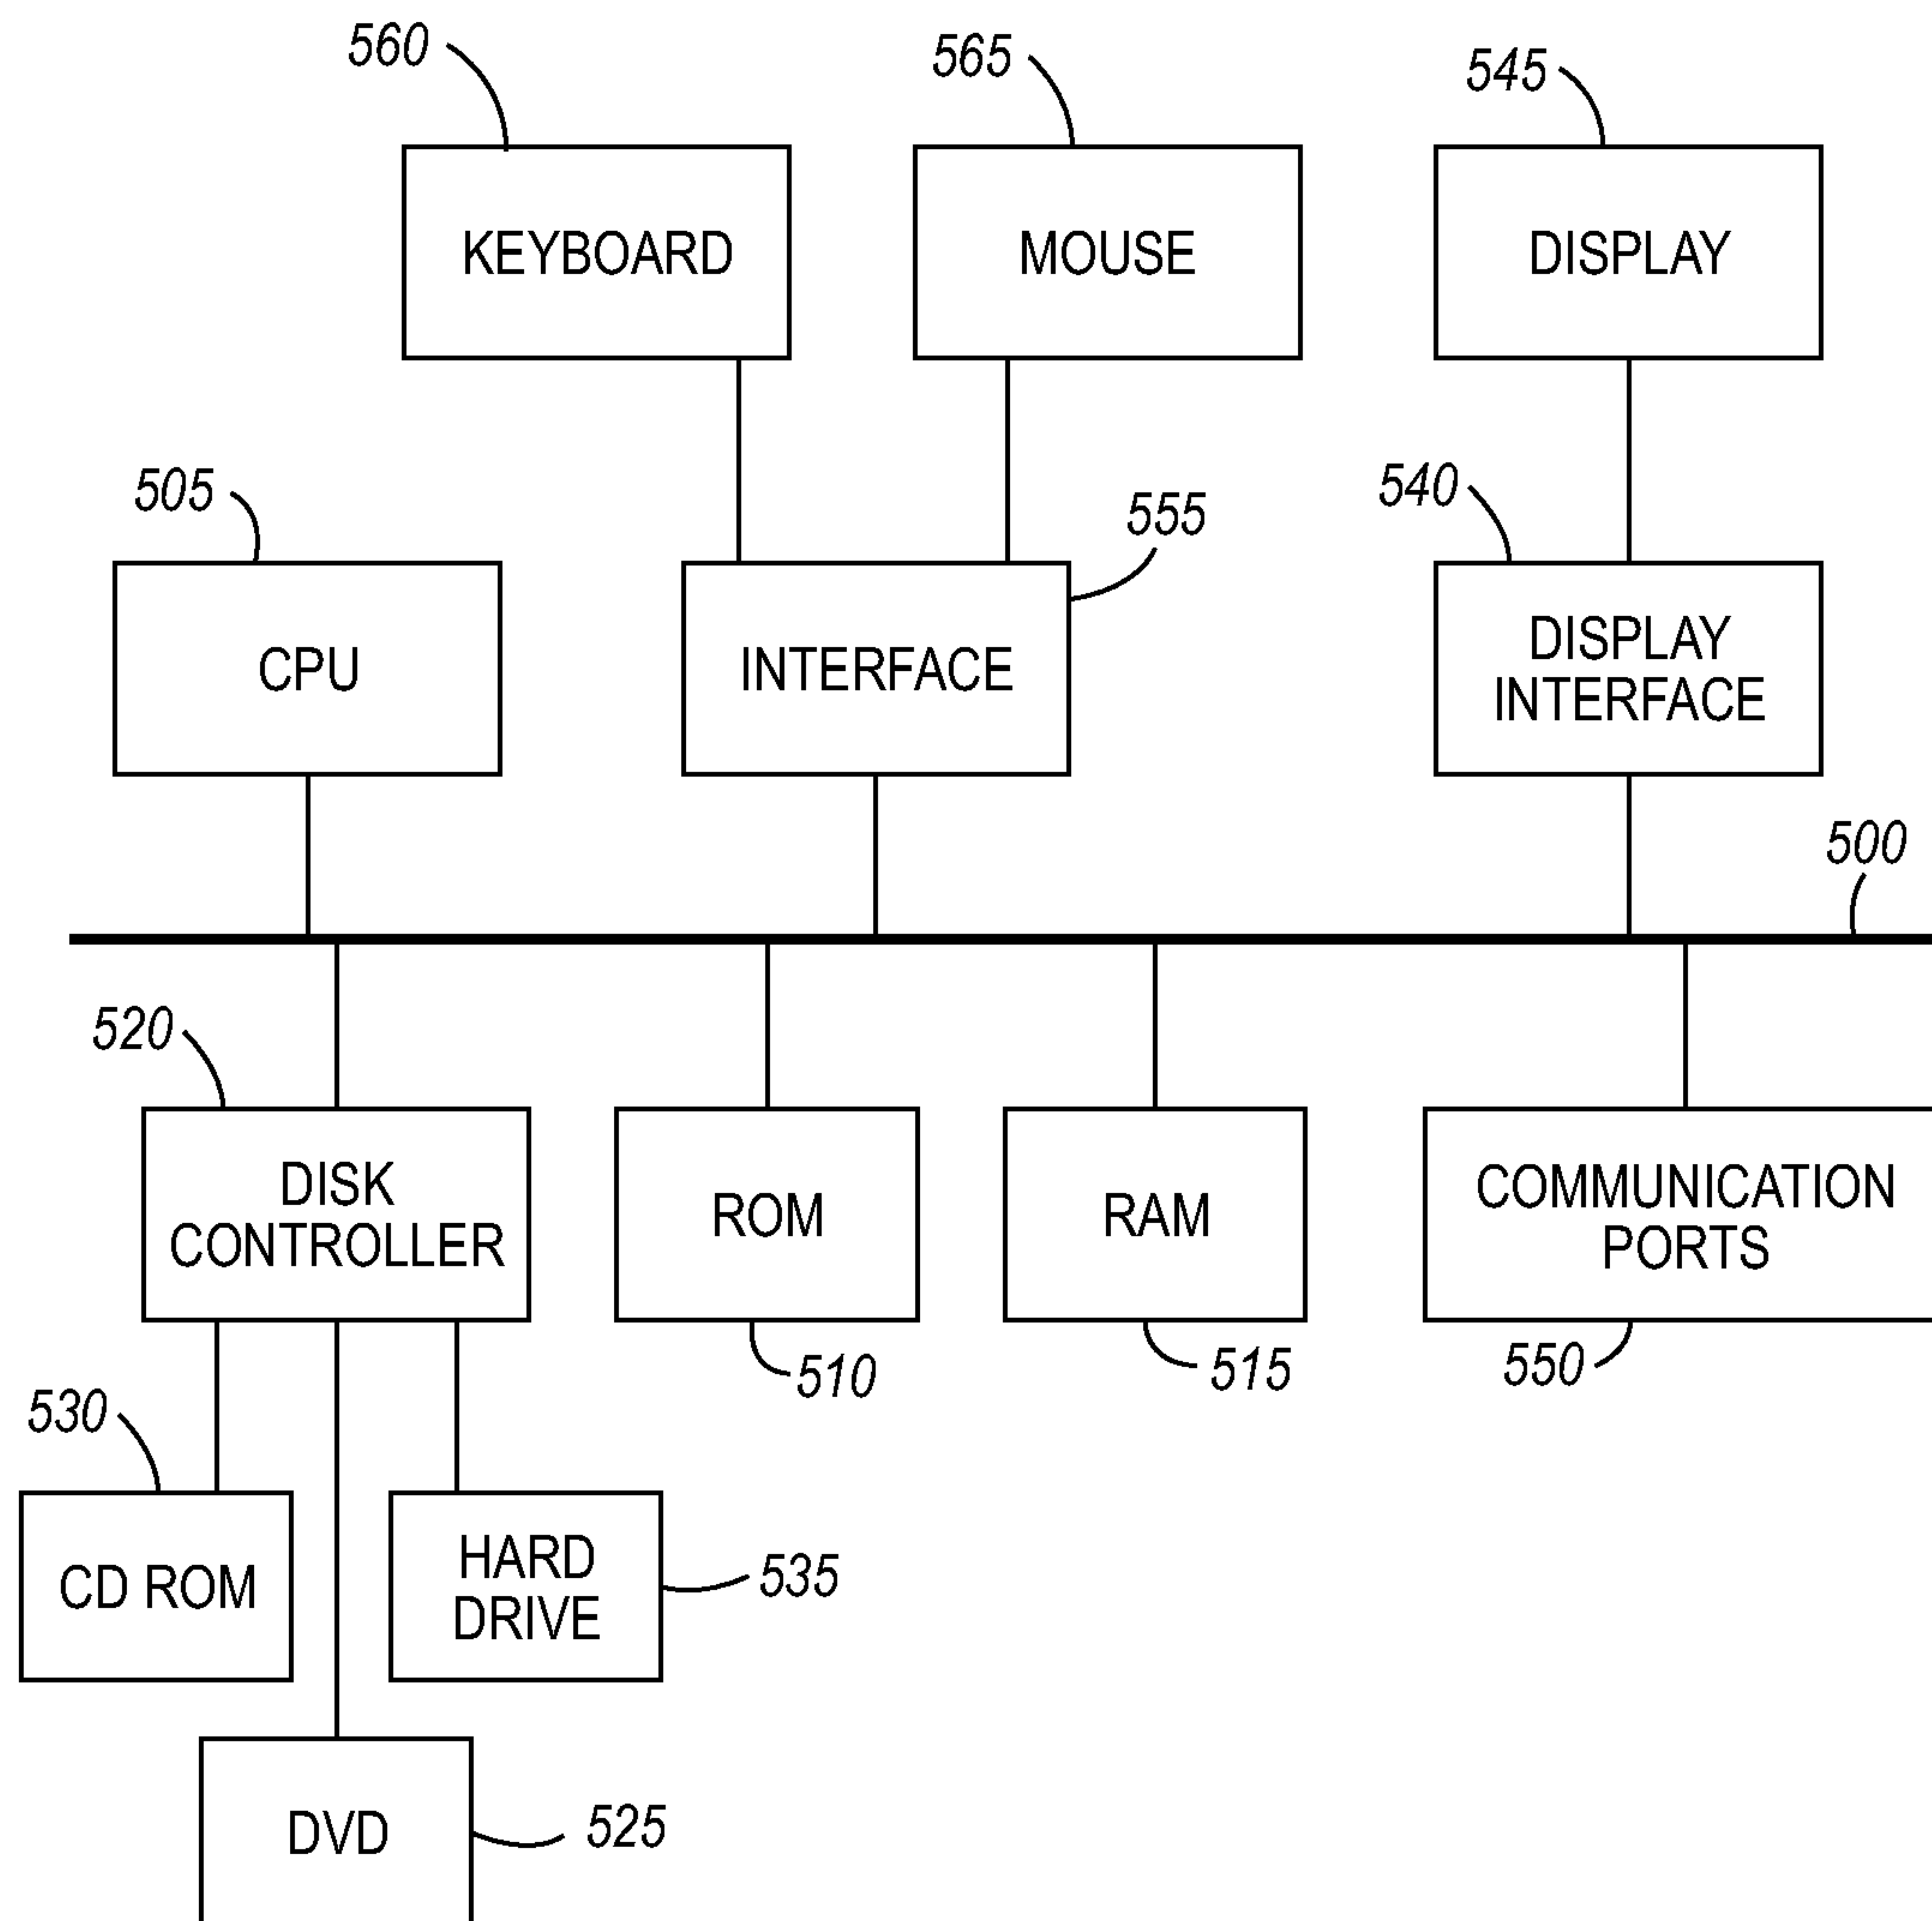 560
565
545
KEYBOARD
MOUSE
DISPLAY
505
555
540
CPU
INTERFACE
DISPLAY
INTERFACE
500
520
DISK
CONTROLLER
ROM
RAM
COMMUNICATION
PORTS
510
515
550
530
CD ROM
HARD
DRIVE
535
DVD
525